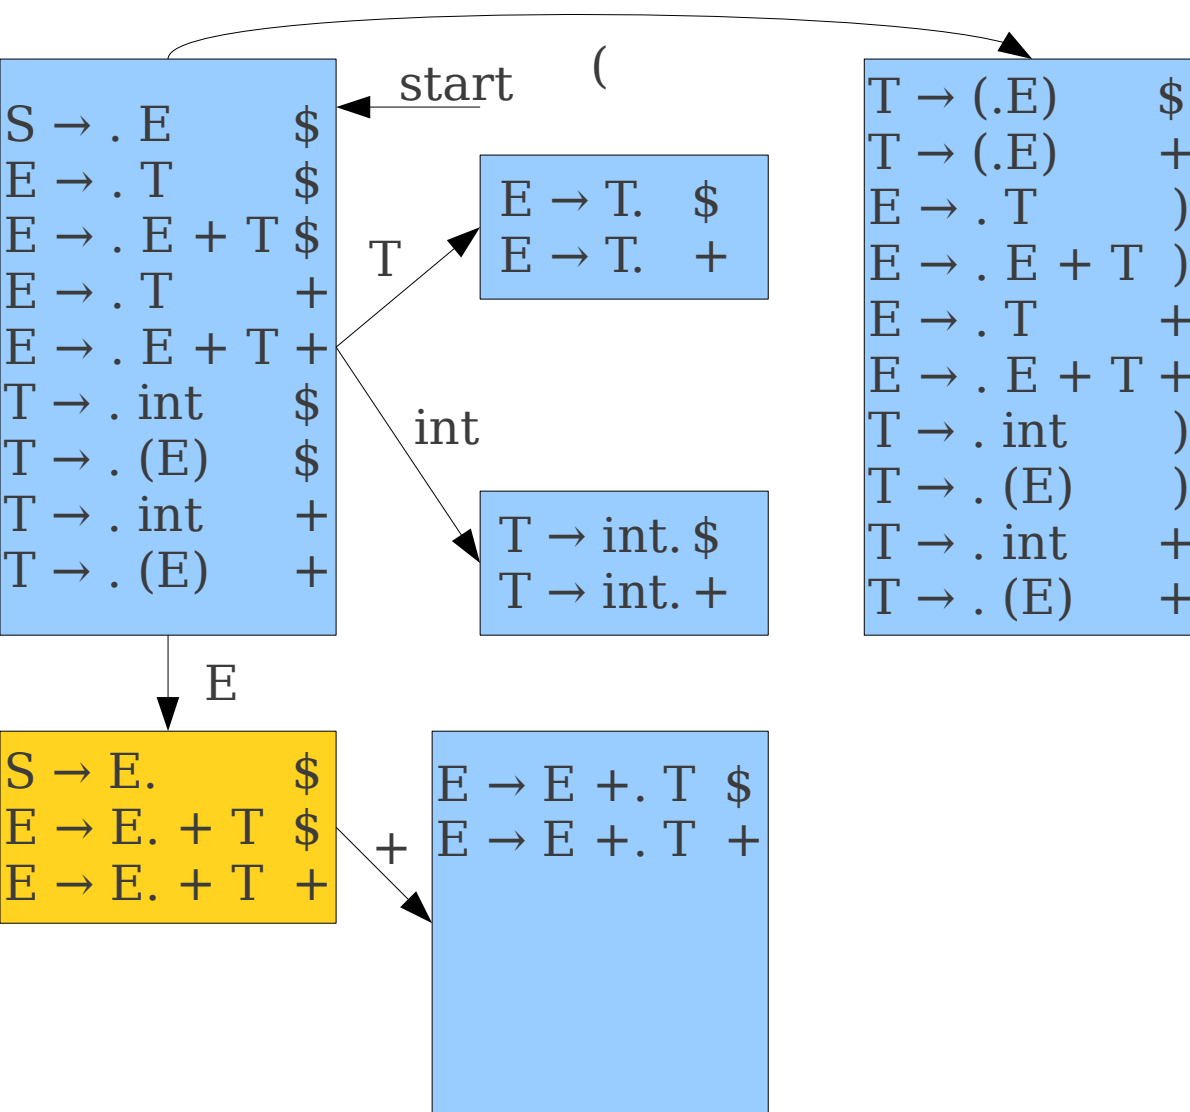 (
start
S → . E $
E → . T $
E → . E + T $
E → . T +
E → . E + T +
T → . int $
T → . (E) $
T → . int +
T → . (E) +
T
E → T. $
E → T. +
int
T → int. $
T → int. +
T → (.E) $
T → (.E) +
E → . T )
E → . E + T )
E → . T +
E → . E + T +
T → . int )
T → . (E) )
T → . int +
T → . (E) +
E
S → E. $
E → E. + T $
E → E. + T +
+
E → E +. T $
E → E +. T +